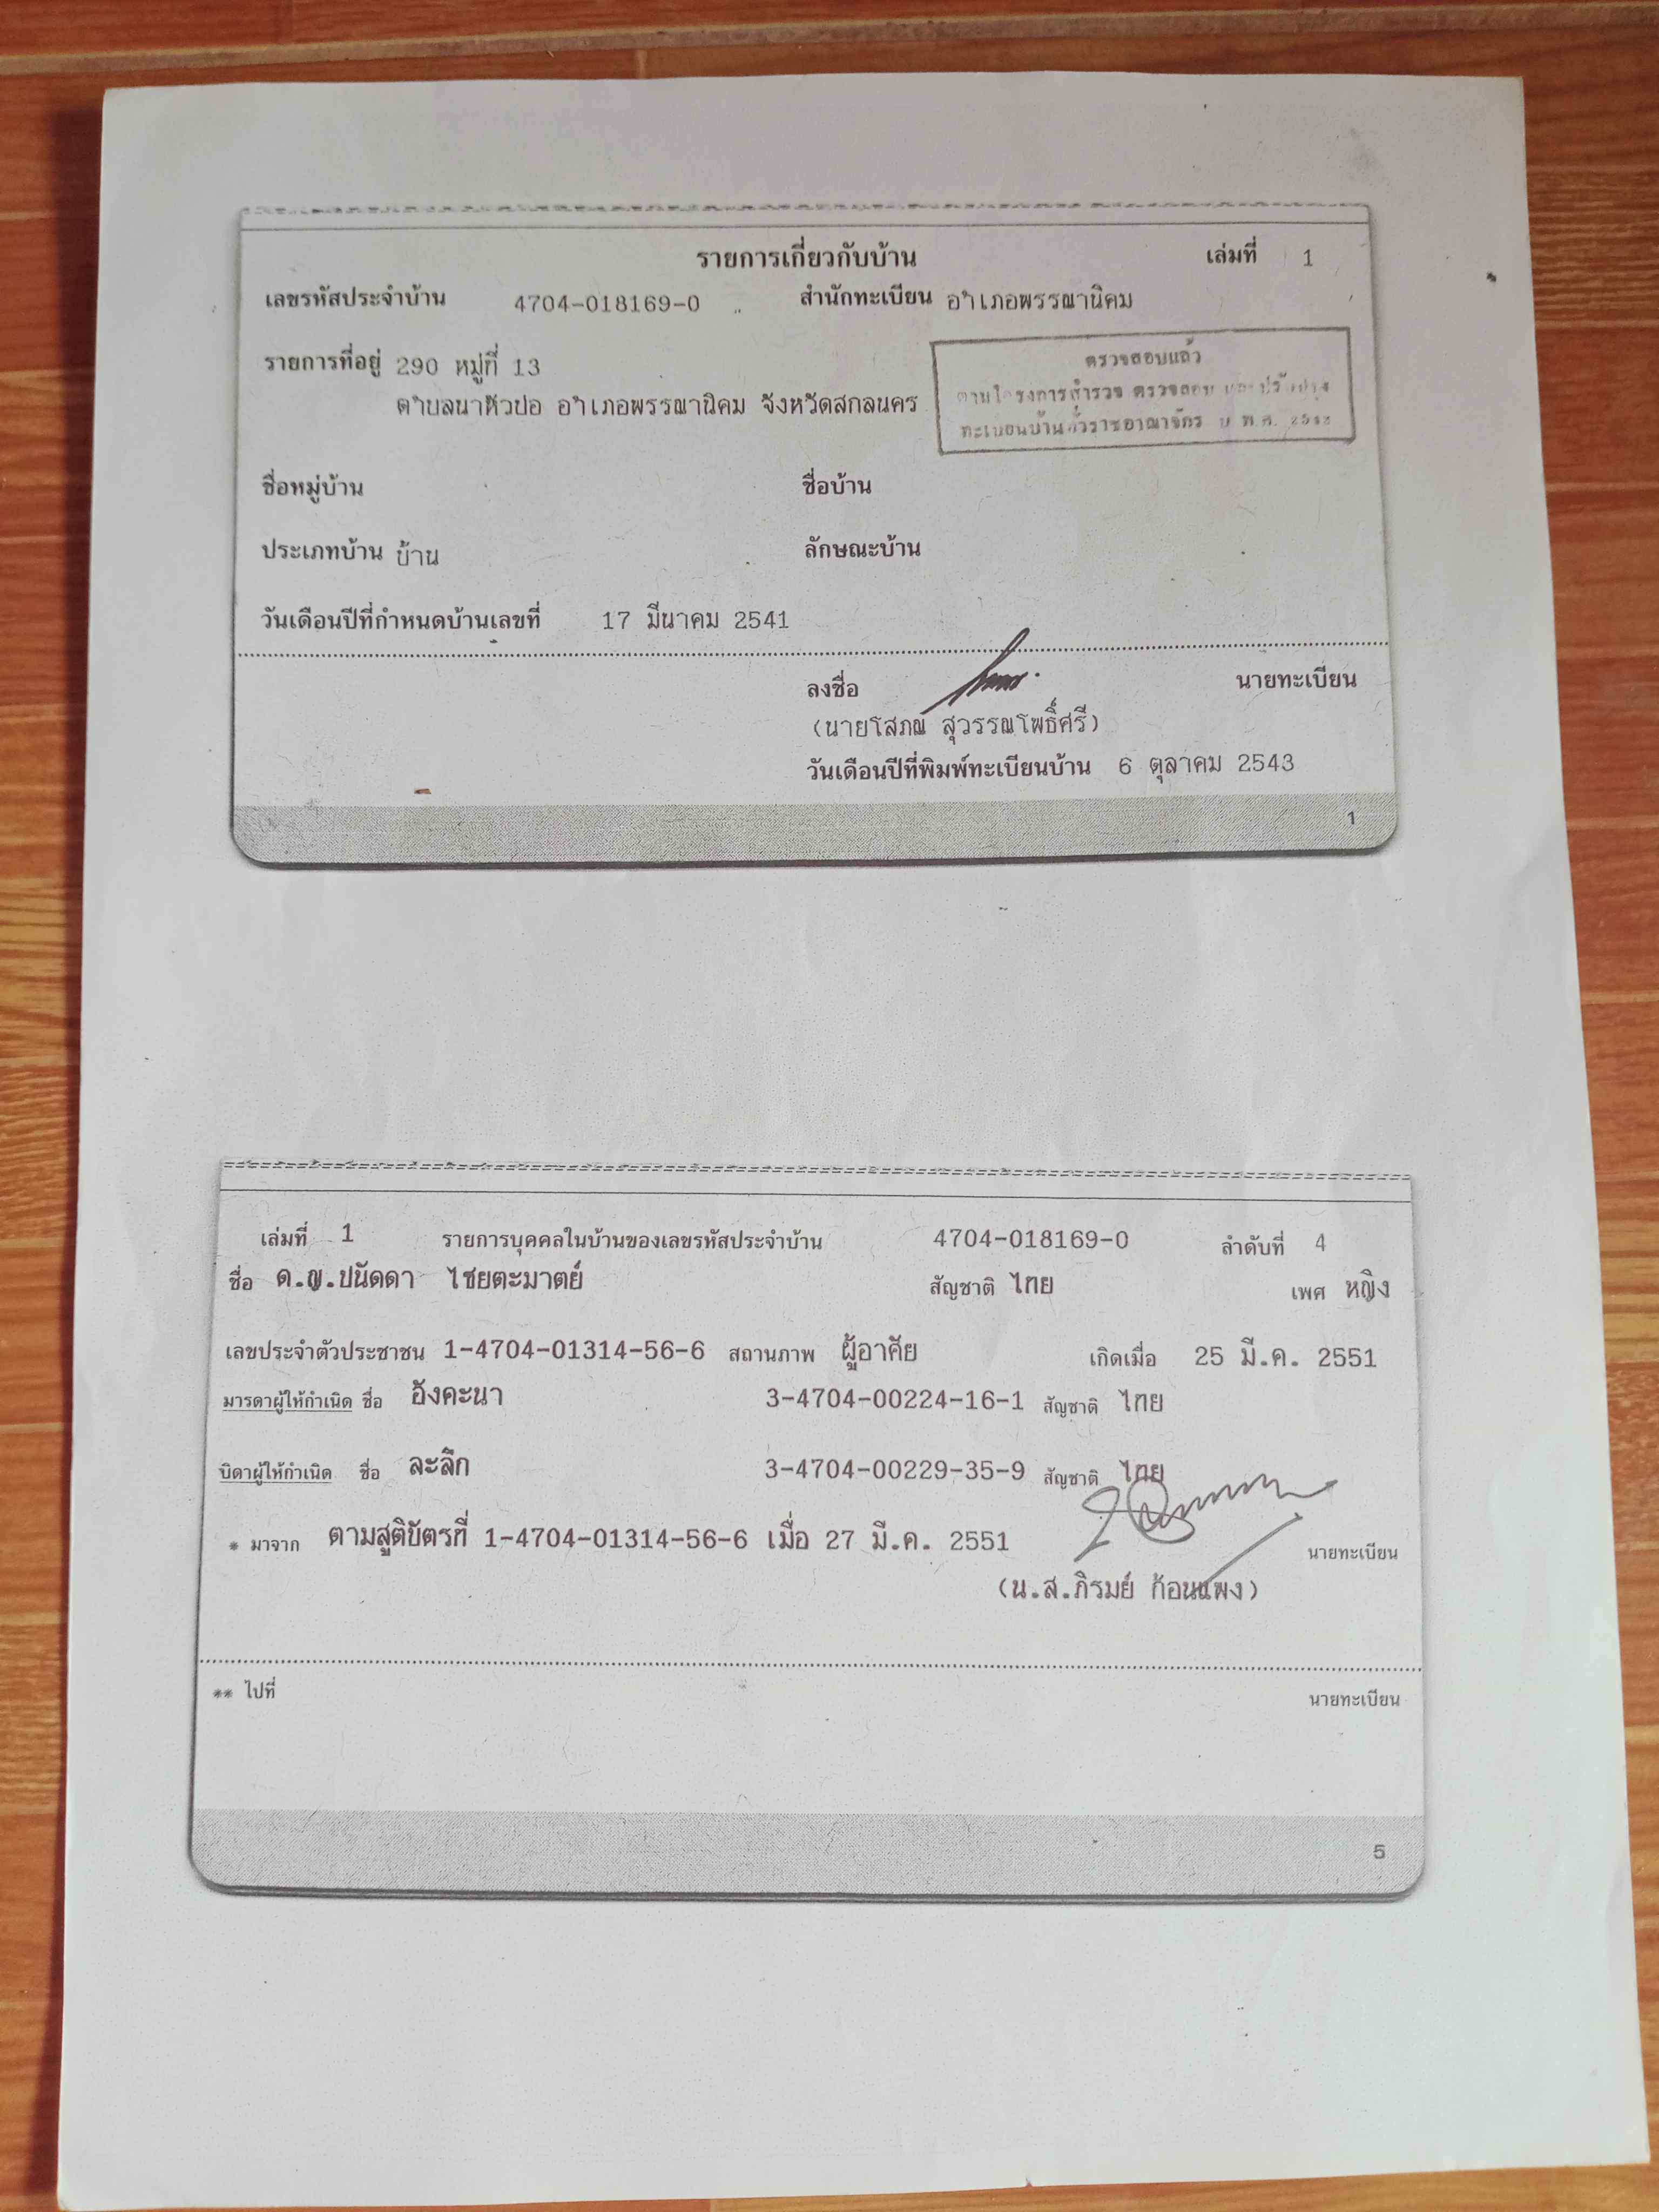 รายการเกี่ยวกับบ้าน เล่มที่ 1
เลขรหัสประจำบ้าน 4704-018169-0 สำนักทะเบียน อำเภอพรรณานิคม
รายการที่อยู่ 290 หมู่ที่ 13
ตำบลนาหัวบ่อ อำเภอพรรณานิคม จังหวัดสกลนคร
ตรวจสอบแล้ว
ตามโครงการสำรวจ ตรวจสอบ และปรับปรุง
ทะเบียนบ้านทั่วราชอาณาจักร ปี พ.ศ. 2542
ชื่อหมู่บ้าน ชื่อบ้าน
ประเภทบ้าน บ้าน ลักษณะบ้าน
วันเดือนปีที่กำหนดบ้านเลขที่ 17 มีนาคม 2541
ลงชื่อ นายทะเบียน
(นายโสภณ สุวรรณโพธิ์ศรี)
วันเดือนปีที่พิมพ์ทะเบียนบ้าน 6 ตุลาคม 2543
1
เล่มที่ 1 รายการบุคคลในบ้านของเลขรหัสประจำบ้าน 4704-018169-0 ลำดับที่ 4
ชื่อ ด.ญ.ปนัดดา ไชยตะมาตย์ สัญชาติ ไทย เพศ หญิง
เลขประจำตัวประชาชน 1-4704-01314-56-6 สถานภาพ ผู้อาศัย เกิดเมื่อ 25 มี.ค. 2551
มารดาผู้ให้กำเนิด ชื่อ อังคะนา 3-4704-00224-16-1 สัญชาติ ไทย
บิดาผู้ให้กำเนิด ชื่อ ละลึก 3-4704-00229-35-9 สัญชาติ ไทย
* มาจาก ตามสูติบัตรที่ 1-4704-01314-56-6 เมื่อ 27 มี.ค. 2551
นายทะเบียน
(น.ส.ภิรมย์ ก้อนแพง)
** ไปที่ นายทะเบียน
5